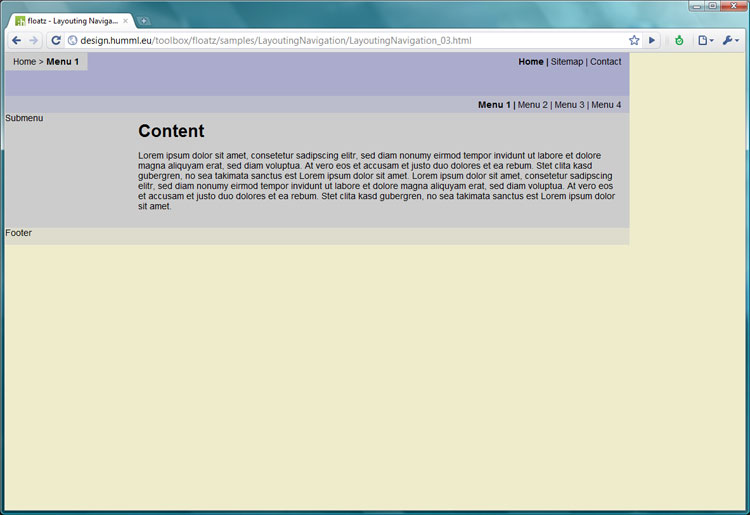 floatz - Layouting Naviga...
design.humml.eu/toolbox/floatz/samples/LayoutingNavigation/LayoutingNavigation_03.html
Home > Menu 1
Home | Sitemap | Contact
Menu 1 | Menu 2 | Menu 3 | Menu 4
Submenu
Content
Lorem ipsum dolor sit amet, consetetur sadipscing elitr, sed diam nonumy eirmod tempor invidunt ut labore et dolore
magna aliquyam erat, sed diam voluptua. At vero eos et accusam et justo duo dolores et ea rebum. Stet clita kasd
gubergren, no sea takimata sanctus est Lorem ipsum dolor sit amet. Lorem ipsum dolor sit amet, consetetur sadipscing
elitr, sed diam nonumy eirmod tempor invidunt ut labore et dolore magna aliquyam erat, sed diam voluptua. At vero eos
et accusam et justo duo dolores et ea rebum. Stet clita kasd gubergren, no sea takimata sanctus est Lorem ipsum dolor
sit amet.
Footer